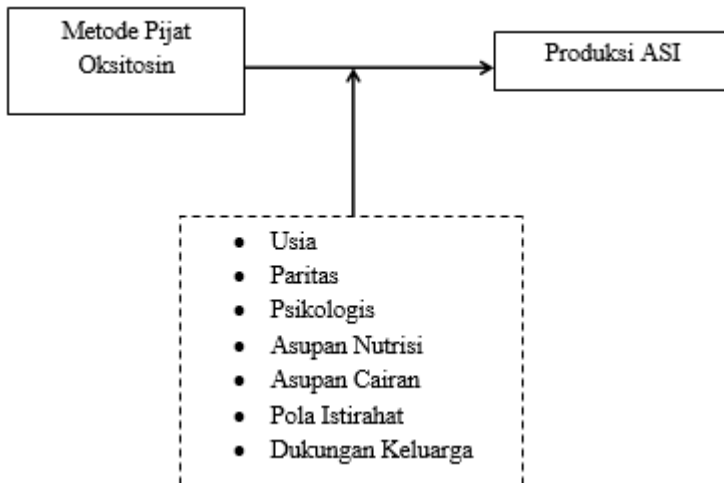 Metode Pijat
Oksitosin
Produksi ASI
• Usia
• Paritas
• Psikologis
• Asupan Nutrisi
• Asupan Cairan
• Pola Istirahat
• Dukungan Keluarga